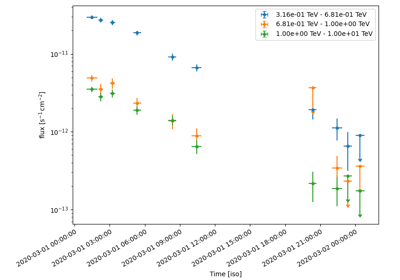 3.16e-01 TeV - 6.81e-01 TeV
6.81e-01 TeV - 1.00e+00 TeV
1.00e+00 TeV - 1.00e+01 TeV
10⁻¹¹
10⁻¹²
10⁻¹³
flux [s⁻¹ cm⁻²]
2020-03-01 00:00:00
2020-03-01 03:00:00
2020-03-01 06:00:00
2020-03-01 09:00:00
2020-03-01 12:00:00
2020-03-01 15:00:00
2020-03-01 18:00:00
2020-03-01 21:00:00
2020-03-02 00:00:00
Time [iso]